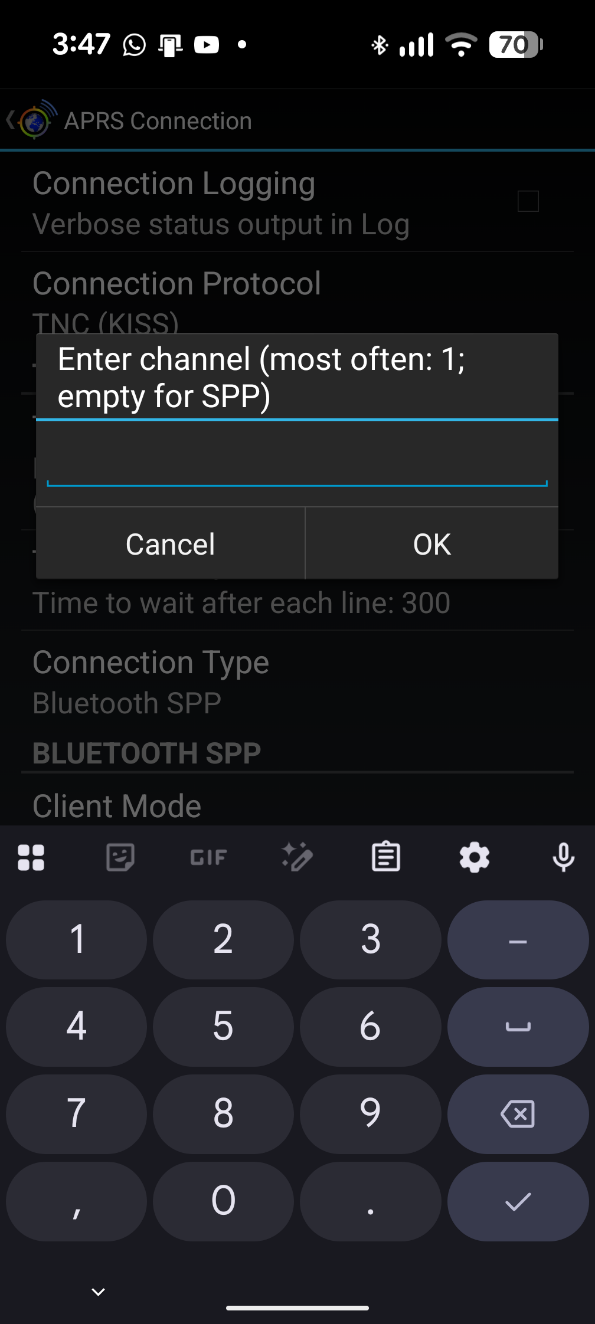 3:47
70
APRS Connection
Connection Logging
Verbose status output in Log
Connection Protocol
TNC (KISS)
Enter channel (most often: 1;
empty for SPP)
Cancel OK
Time to wait after each line: 300
Connection Type
Bluetooth SPP
BLUETOOTH SPP
Client Mode
GIF
1 2 3 –
4 5 6
7 8 9
, 0 .